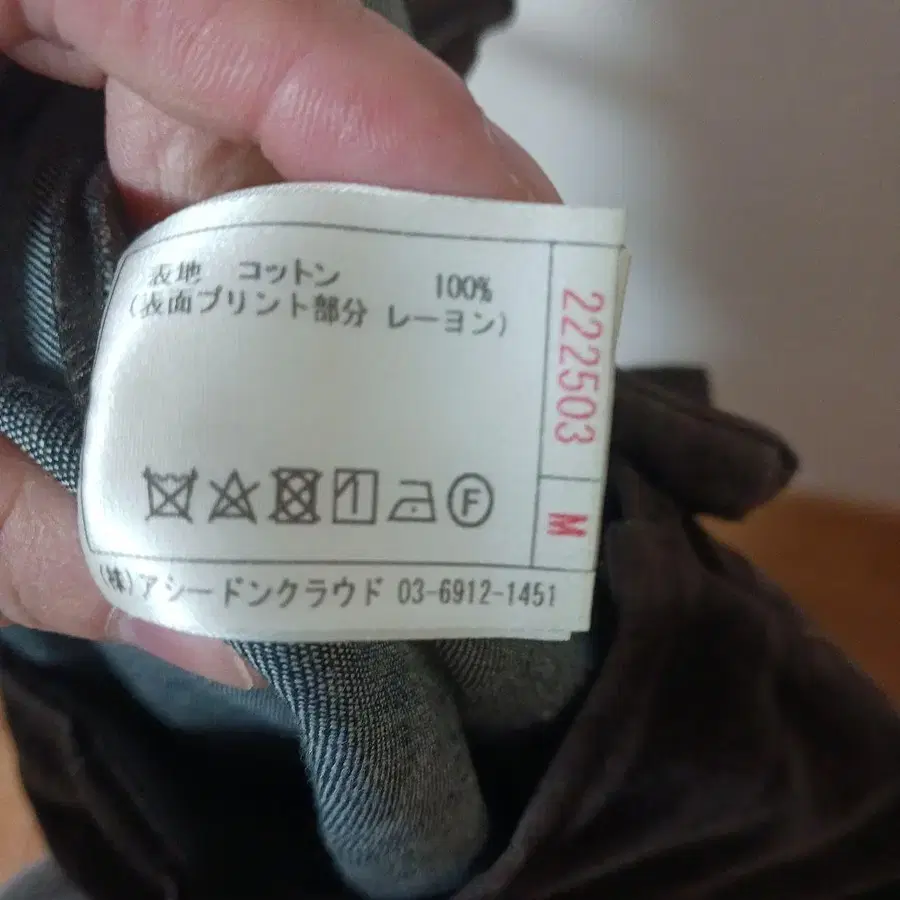 表地 コットン 100%
(表面プリント部分 レーヨン)
222503
M
F
(株)アシードンクラウド 03-6912-1451